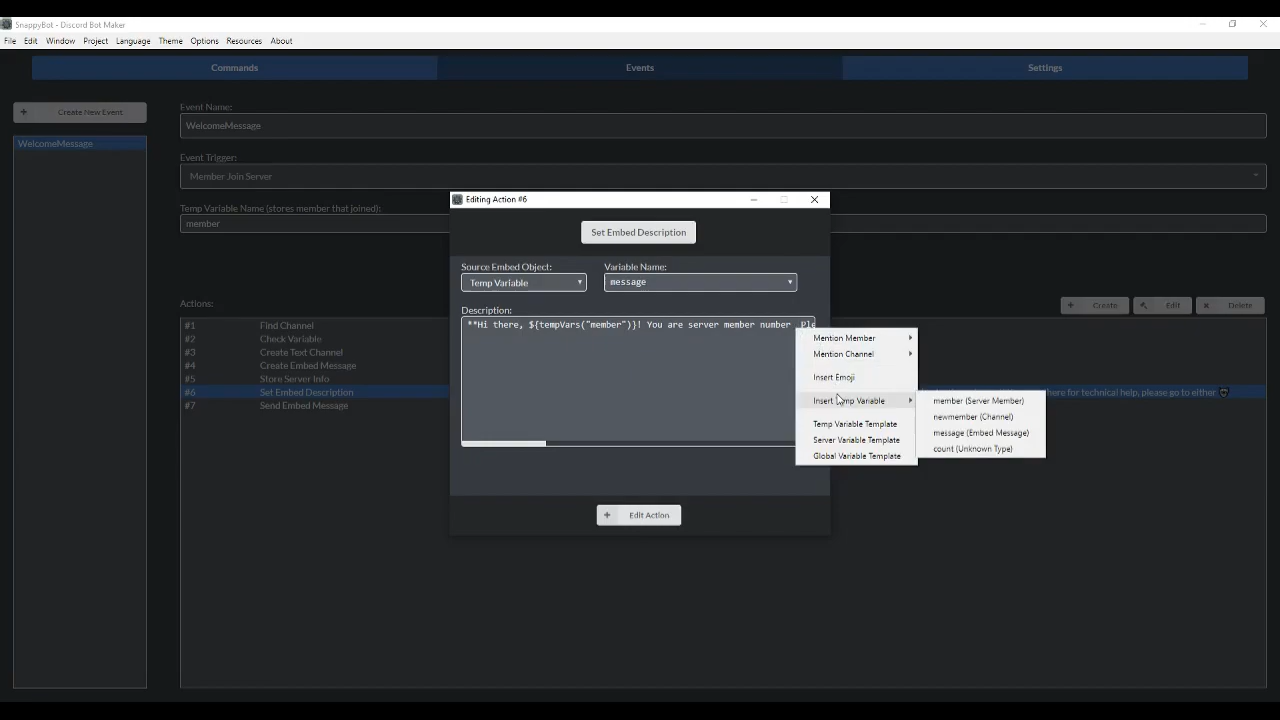 SnappyBot - Discord Bot Maker
File Edit Window Project Language Theme Options Resources About
Commands Events Settings
Create New Event
WelcomeMessage
Event Name:
WelcomeMessage
Event Trigger:
Member Join Server
Temp Variable Name (stores member that joined):
member
Actions:
Create Edit Delete
#1 Find Channel
#2 Check Variable
#3 Create Text Channel
#4 Create Embed Message
#5 Store Server Info
#6 Set Embed Description
here for technical help, please go to either
#7 Send Embed Message
Editing Action #6
Set Embed Description
Source Embed Object: Variable Name:
Temp Variable message
Description:
**Hi there, ${tempVars("member")}! You are server member number . Ple
Edit Action
Mention Member
Mention Channel
Insert Emoji
Insert Temp Variable
Temp Variable Template
Server Variable Template
Global Variable Template
member (Server Member)
newmember (Channel)
message (Embed Message)
count (Unknown Type)